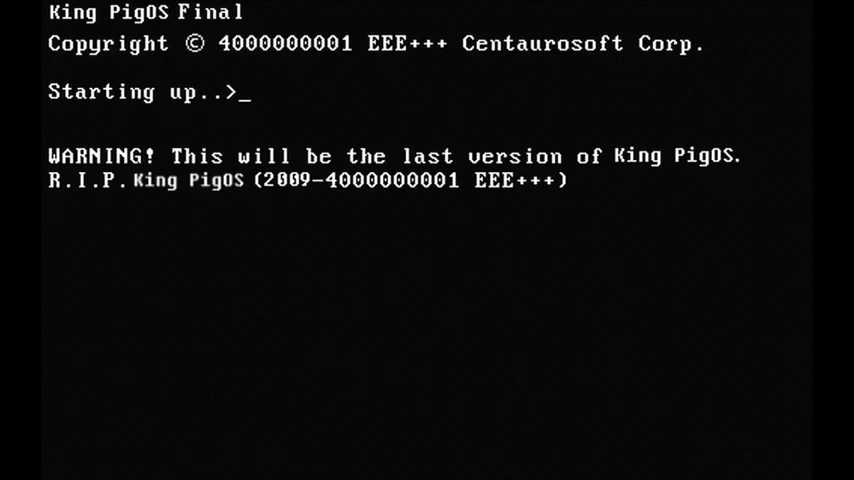 King PigOS Final
Copyright © 4000000001 EEE+++ Centaurosoft Corp.
Starting up..>_
WARNING! This will be the last version of King PigOS.
R.I.P. King PigOS (2009-4000000001 EEE+++)